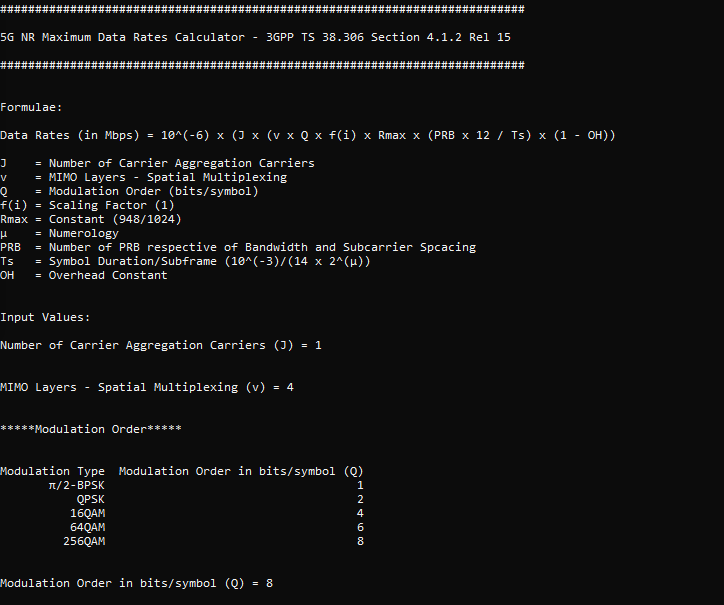 ###########################################################################
5G NR Maximum Data Rates Calculator - 3GPP TS 38.306 Section 4.1.2 Rel 15
###########################################################################
Formulae:
Data Rates (in Mbps) = 10^(-6) x (J x (v x Q x f(i) x Rmax x (PRB x 12 / Ts) x (1 - OH))
J    = Number of Carrier Aggregation Carriers
v    = MIMO Layers - Spatial Multiplexing
Q    = Modulation Order (bits/symbol)
f(i) = Scaling Factor (1)
Rmax = Constant (948/1024)
μ    = Numerology
PRB  = Number of PRB respective of Bandwidth and Subcarrier Spcacing
Ts   = Symbol Duration/Subframe (10^(-3)/(14 x 2^(μ))
OH   = Overhead Constant
Input Values:
Number of Carrier Aggregation Carriers (J) = 1
MIMO Layers - Spatial Multiplexing (v) = 4
*****Modulation Order*****
Modulation Type  Modulation Order in bits/symbol (Q)
π/2-BPSK 1
QPSK 2
16QAM 4
64QAM 6
256QAM 8
Modulation Order in bits/symbol (Q) = 8